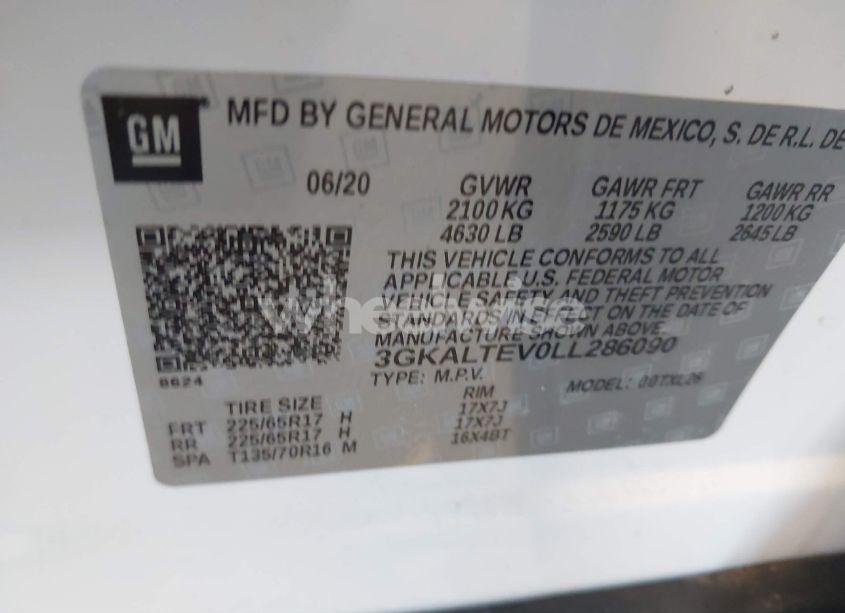 GM
MFD BY GENERAL MOTORS DE MEXICO, S. DE R.L. DE
06/20 GVWR GAWR FRT GAWR RR
2100 KG 1175 KG 1200 KG
4630 LB 2590 LB 2645 LB
THIS VEHICLE CONFORMS TO ALL
APPLICABLE U.S. FEDERAL MOTOR
VEHICLE SAFETY AND THEFT PREVENTION
STANDARDS IN EFFECT ON THE DATE OF
MANUFACTURE SHOWN ABOVE.
3GKALTEV0LL286090
0624
TYPE: M.P.V. MODEL: 00TXL26
TIRE SIZE RIM
FRT 225/65R17 H 17X7J
RR 225/65R17 H 17X7J
SPA T135/70R16 M 16X4BT